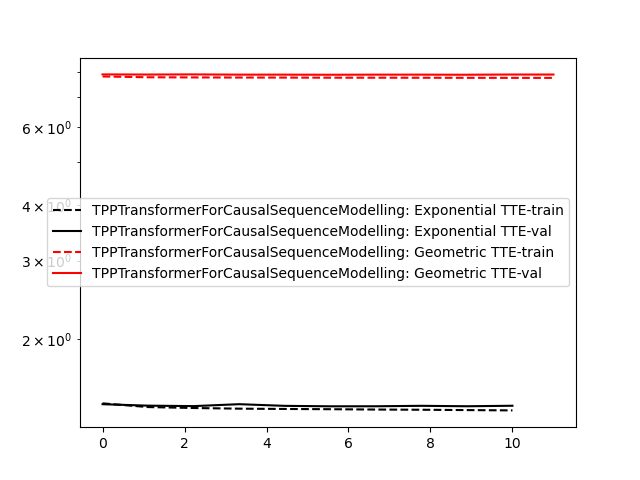 6 × 10⁰
4 × 10⁰
3 × 10⁰
2 × 10⁰
TPPTransformerForCausalSequenceModelling: Exponential TTE-train
TPPTransformerForCausalSequenceModelling: Exponential TTE-val
TPPTransformerForCausalSequenceModelling: Geometric TTE-train
TPPTransformerForCausalSequenceModelling: Geometric TTE-val
0 2 4 6 8 10